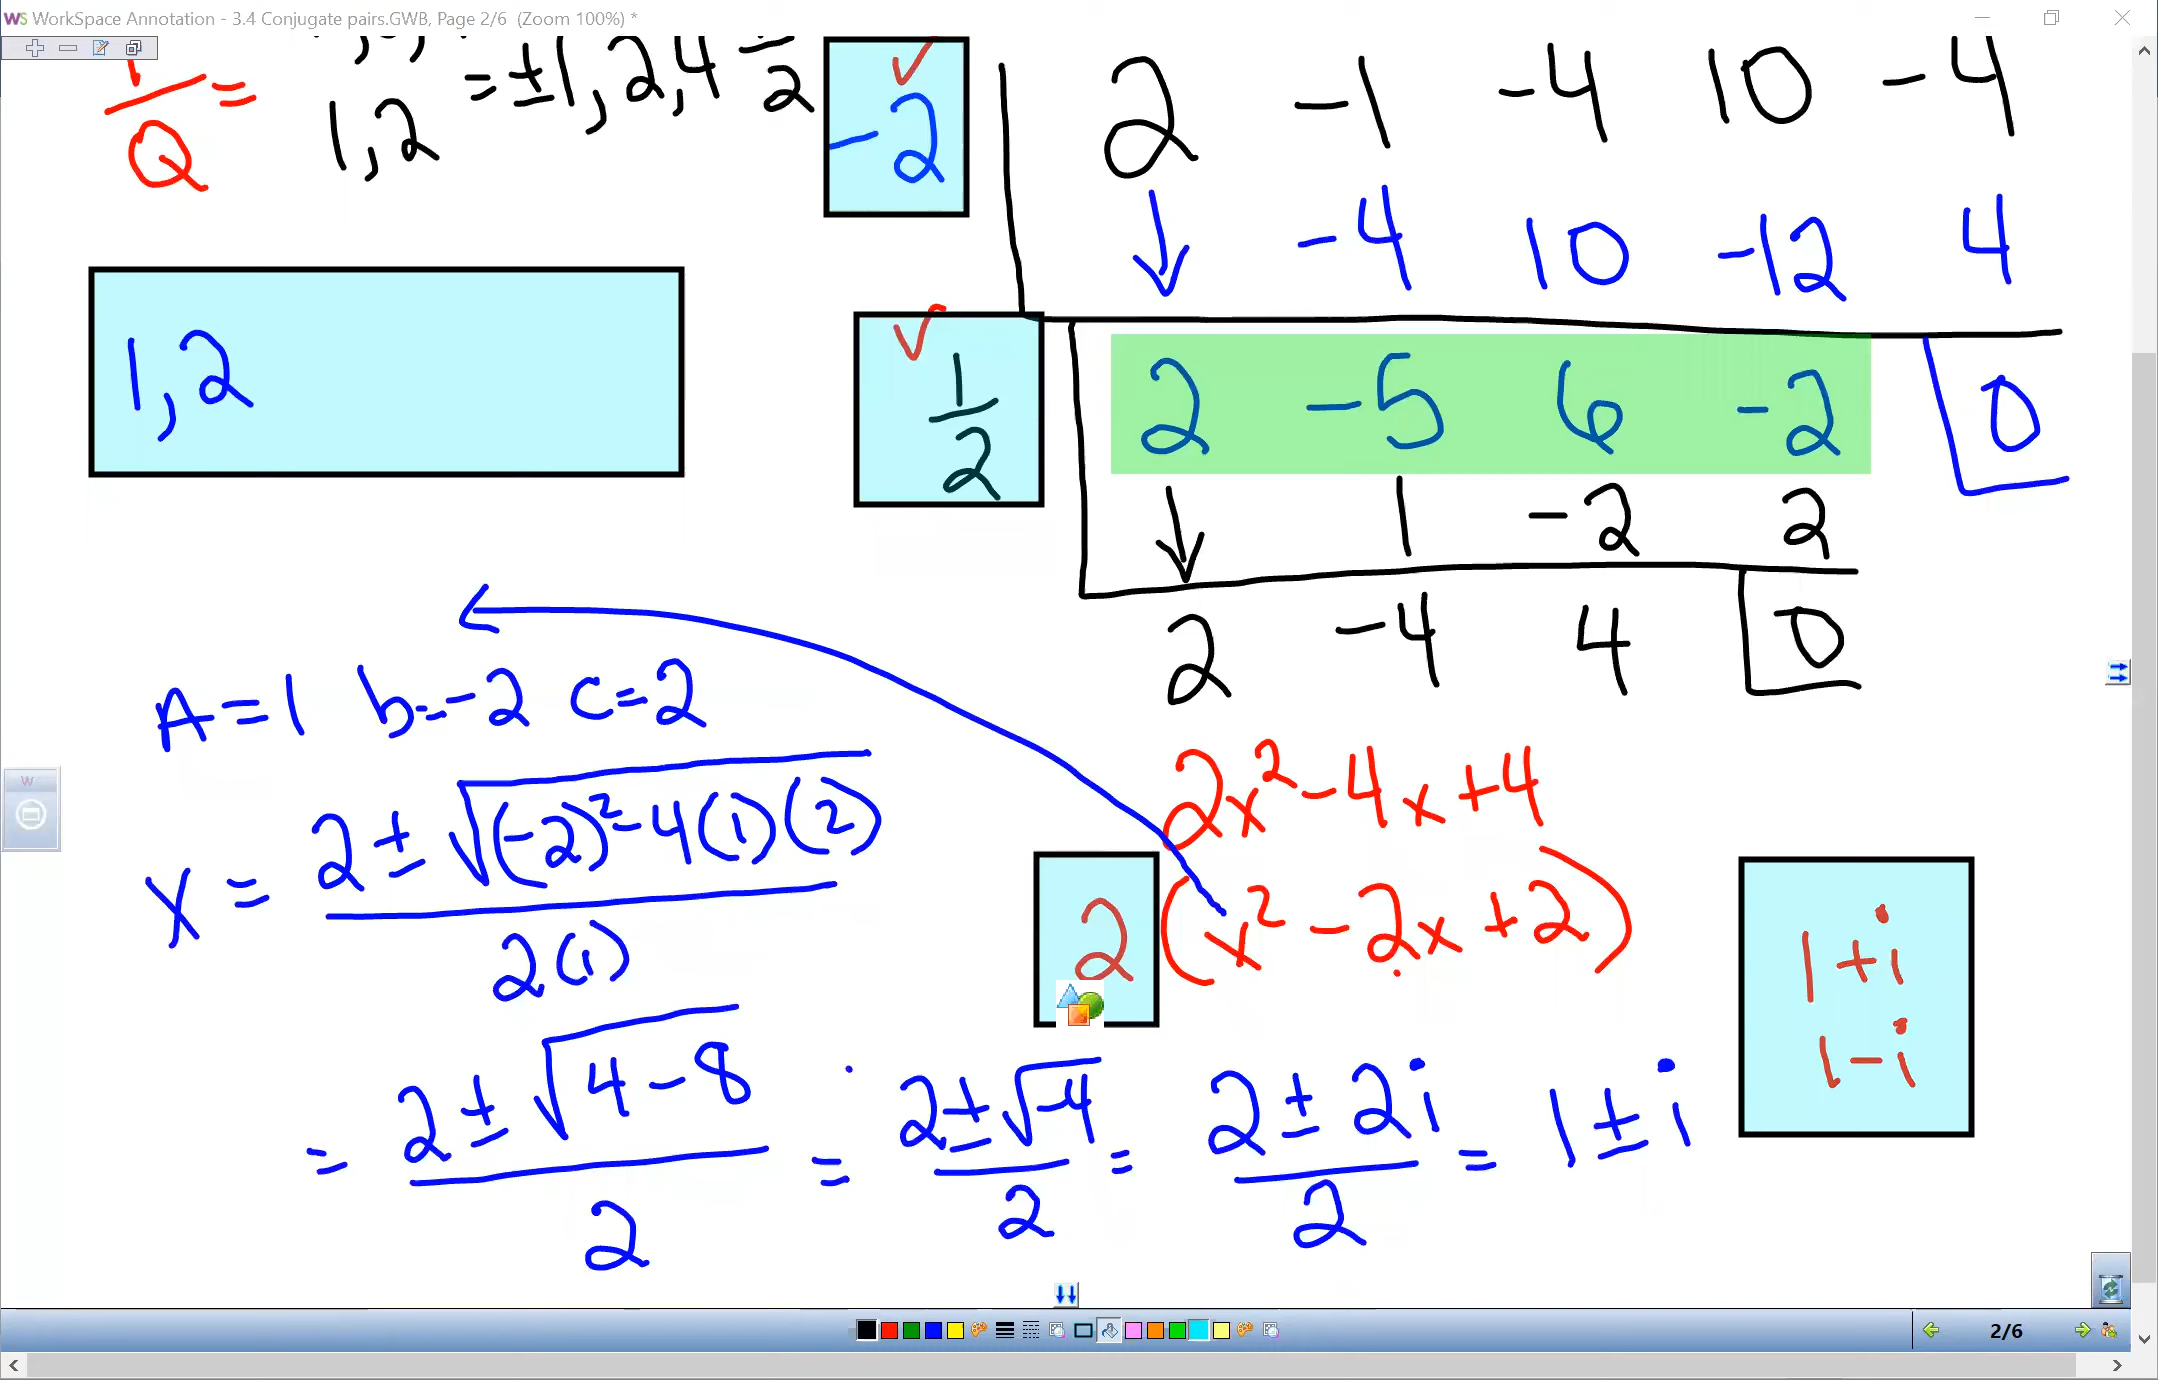 WorkSpace Annotation - 3.4 Conjugate pairs.GWB, Page 2/6 (Zoom 100%) *
/Q =
1,2 = ±1,2,4 /2
-2 | 2 -1 -4 10 -4
↓ -4 10 -12 4
1,2
1/2 | 2 -5 6 -2 | 0
↓ 1 -2 2
2 -4 4 | 0
A=1 b=-2 c=2
2x² - 4x + 4
x = (2 ± √((-2)² - 4(1)(2))) / 2(1)
2(x² - 2x + 2)
1+i
1-i
= (2 ± √(4-8)) / 2 = (2 ± √-4) / 2 = (2 ± 2i) / 2 = 1 ± i
2/6